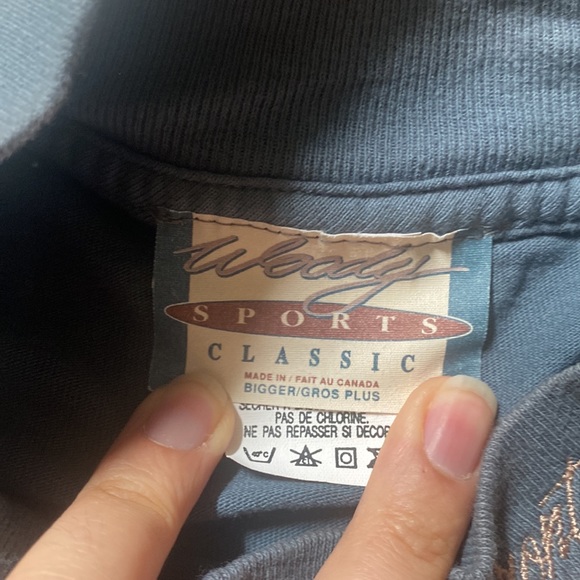 Woody's
SPORTS
CLASSIC
MADE IN / FAIT AU CANADA
BIGGER/GROS PLUS
PAS DE CHLORINE.
NE PAS REPASSER SI DECOR